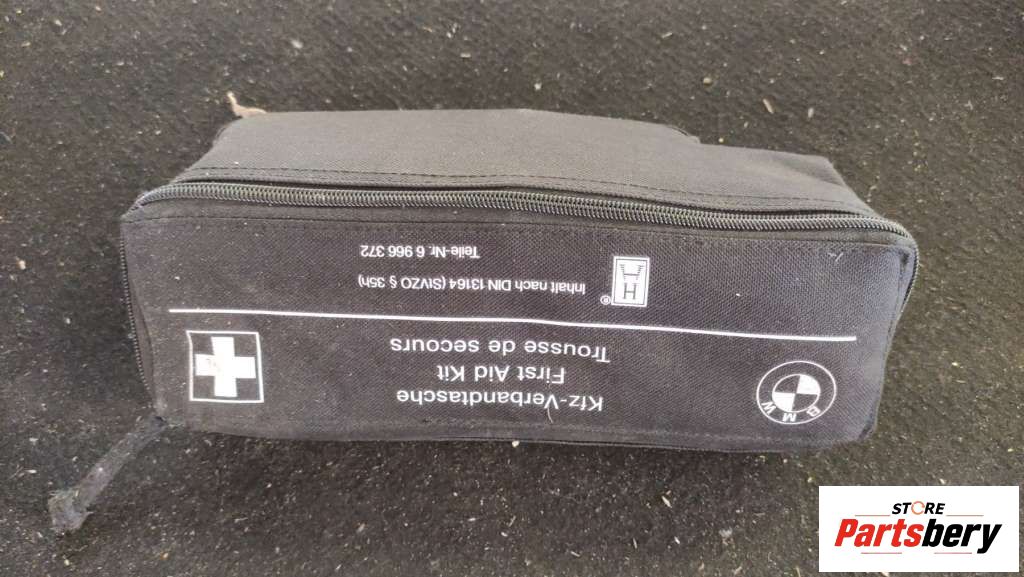 BMW
Kfz-Verbandtasche
First Aid Kit
Trousse de secours
H
®
Inhalt nach DIN 13164 (StVZO § 35h)
Teile-Nr. 6 966 372
STORE
Partsbery